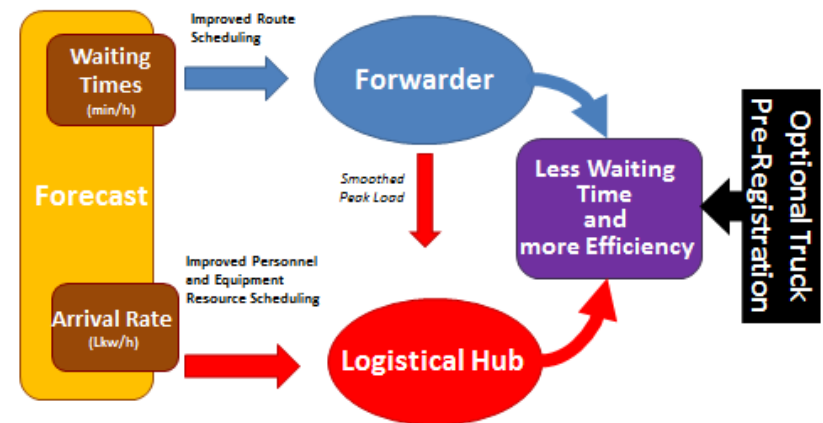 Improved Route
Scheduling
Waiting
Times
(min/h)
Forwarder
Forecast
Smoothed
Peak Load
Less Waiting
Time
and
more Efficiency
Optional Truck
Pre-Registration
Improved Personnel
and Equipment
Resource Scheduling
Arrival Rate
(Lkw/h)
Logistical Hub